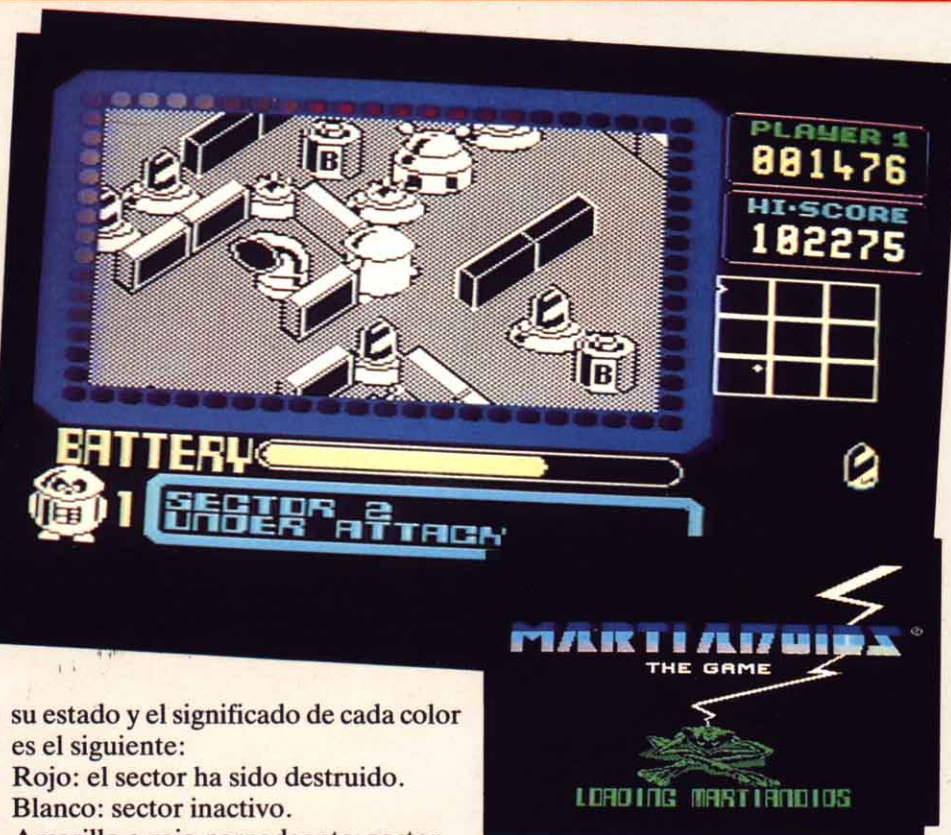 PLAYER 1
001476
HI·SCORE
102275
B
B
BATTERY
1
SECTOR 2
UNDER ATTACK
MARTIANOIDS ®
THE GAME
LOADING MARTIANOIDS
su estado y el significado de cada color
es el siguiente:
Rojo: el sector ha sido destruido.
Blanco: sector inactivo.